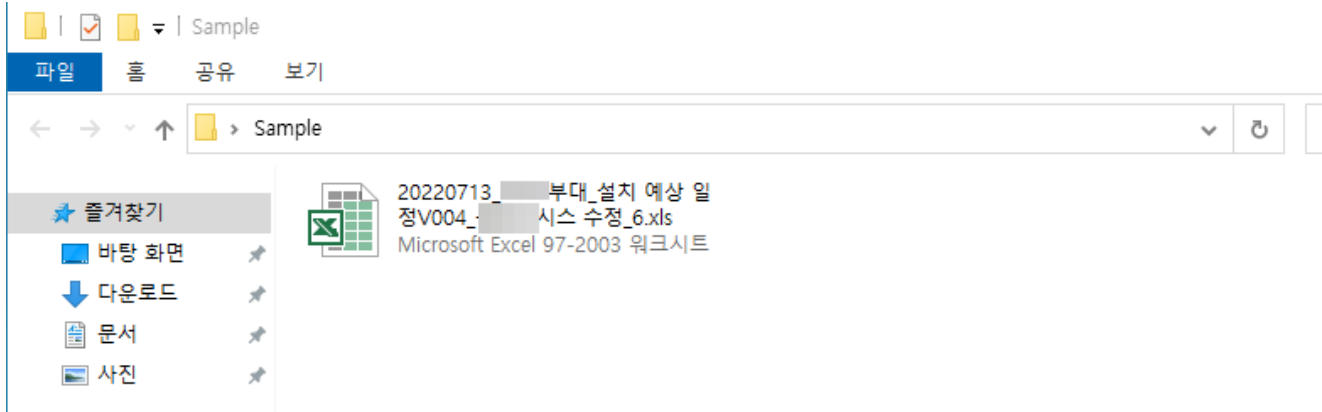 Sample
파일 홈 공유 보기
Sample
20220713_ 부대_설치 예상 일
정V004_ 시스 수정_6.xls
Microsoft Excel 97-2003 워크시트
즐겨찾기
바탕 화면
다운로드
문서
사진